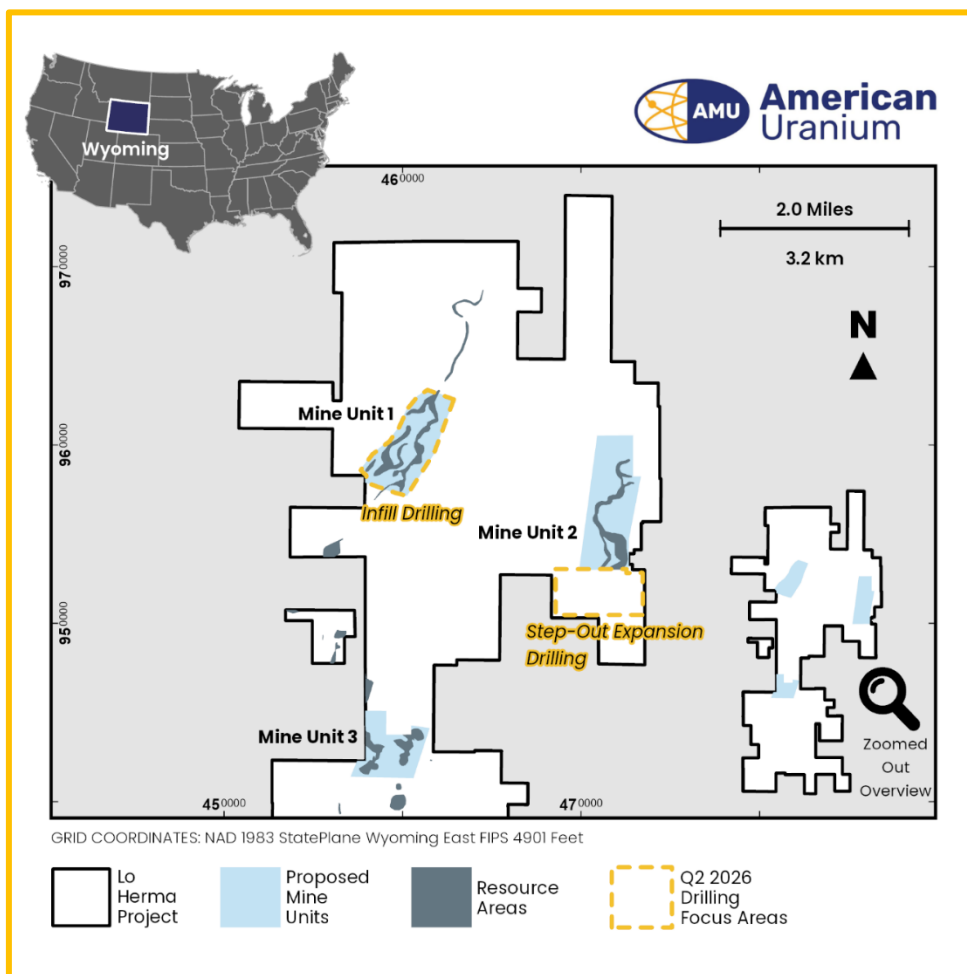 Wyoming
AMU
American
Uranium
460000
2.0 Miles
3.2 km
970000
N
Mine Unit 1
960000
Infill Drilling
Mine Unit 2
950000
Step-Out Expansion
Drilling
Mine Unit 3
Zoomed
Out
Overview
450000
470000
GRID COORDINATES: NAD 1983 StatePlane Wyoming East FIPS 4901 Feet
Lo
Herma
Project
Proposed
Mine
Units
Resource
Areas
Q2 2026
Drilling
Focus Areas